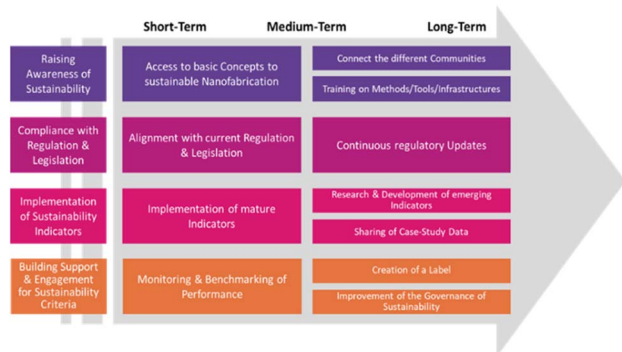 Short-Term Medium-Term Long-Term
Raising
Awareness of
Sustainability
Access to basic Concepts to
sustainable Nanofabrication
Connect the different Communities
Training on Methods/Tools/Infrastructures
Compliance with
Regulation &
Legislation
Alignment with current Regulation
& Legislation
Continuous regulatory Updates
Implementation
of Sustainability
Indicators
Implementation of mature
Indicators
Research & Development of emerging
Indicators
Sharing of Case-Study Data
Building Support
& Engagement
for Sustainability
Criteria
Monitoring & Benchmarking of
Performance
Creation of a Label
Improvement of the Governance of
Sustainability